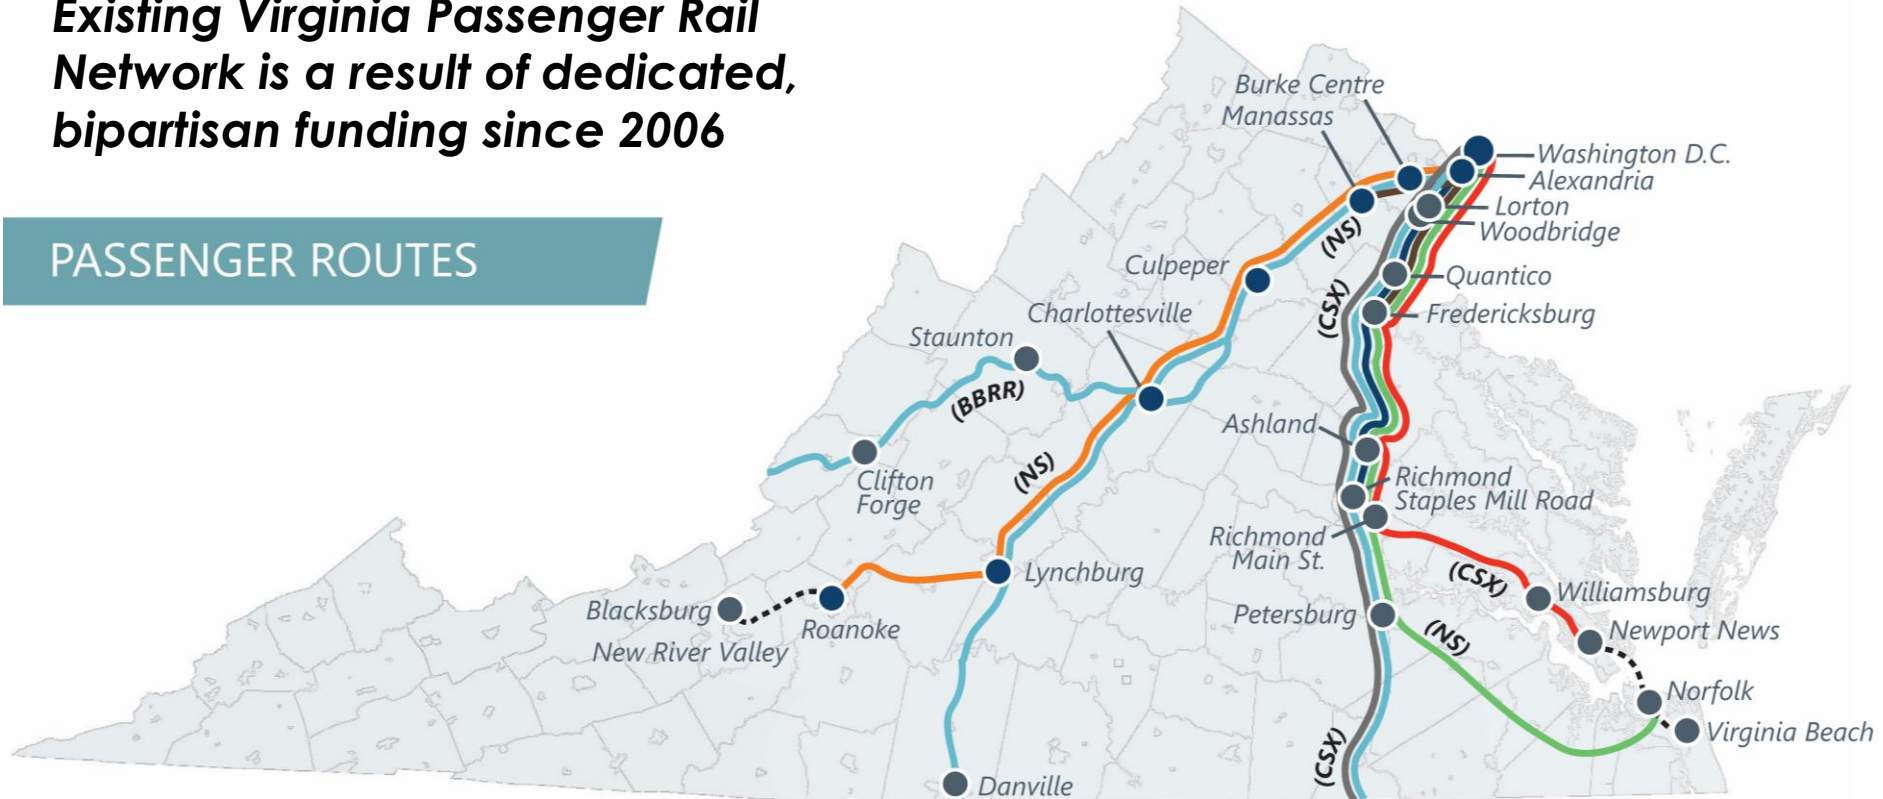 Existing Virginia Passenger Rail
Network is a result of dedicated,
bipartisan funding since 2006
PASSENGER ROUTES
Burke Centre
Manassas
Washington D.C.
Alexandria
Lorton
Woodbridge
(NS)
Culpeper
Quantico
(CSX)
Charlottesville
Fredericksburg
Staunton
(BBRR)
Ashland
(NS)
Clifton
Forge
Richmond
Staples Mill Road
Richmond
Main St.
Lynchburg
(CSX)
Williamsburg
Blacksburg
New River Valley
Roanoke
Petersburg
(NS)
Newport News
Norfolk
Virginia Beach
(CSX)
Danville